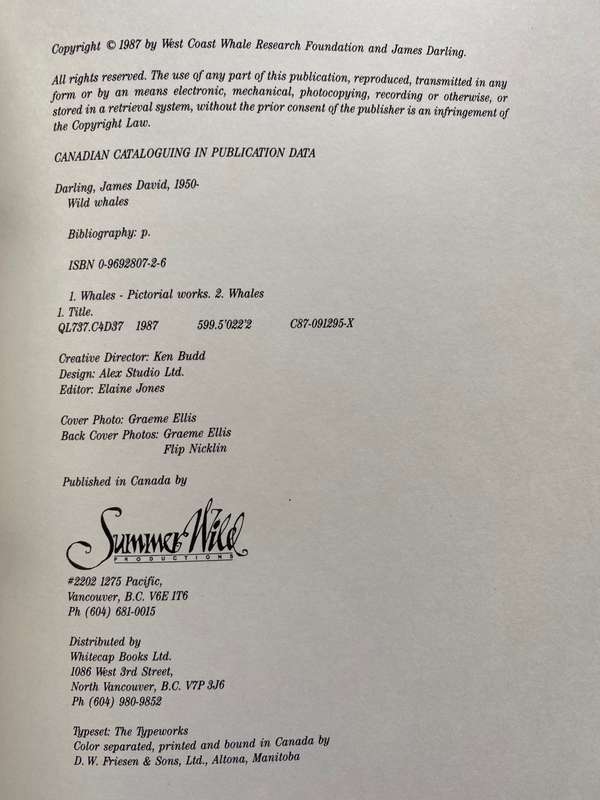 Copyright © 1987 by West Coast Whale Research Foundation and James Darling.
All rights reserved. The use of any part of this publication, reproduced, transmitted in any
form or by an means electronic, mechanical, photocopying, recording or otherwise, or
stored in a retrieval system, without the prior consent of the publisher is an infringement of
the Copyright Law.
CANADIAN CATALOGUING IN PUBLICATION DATA
Darling, James David, 1950-
Wild whales
Bibliography: p.
ISBN 0-9692807-2-6
1. Whales - Pictorial works. 2. Whales
1. Title.
QL737.C4D37 1987 599.5'022'2 C87-091295-X
Creative Director: Ken Budd
Design: Alex Studio Ltd.
Editor: Elaine Jones
Cover Photo: Graeme Ellis
Back Cover Photos: Graeme Ellis
Flip Nicklin
Published in Canada by
Summer Wild
PRODUCTIONS
#2202 1275 Pacific,
Vancouver, B.C. V6E 1T6
Ph (604) 681-0015
Distributed by
Whitecap Books Ltd.
1086 West 3rd Street,
North Vancouver, B.C. V7P 3J6
Ph (604) 980-9852
Typeset: The Typeworks
Color separated, printed and bound in Canada by
D. W. Friesen & Sons, Ltd., Altona, Manitoba